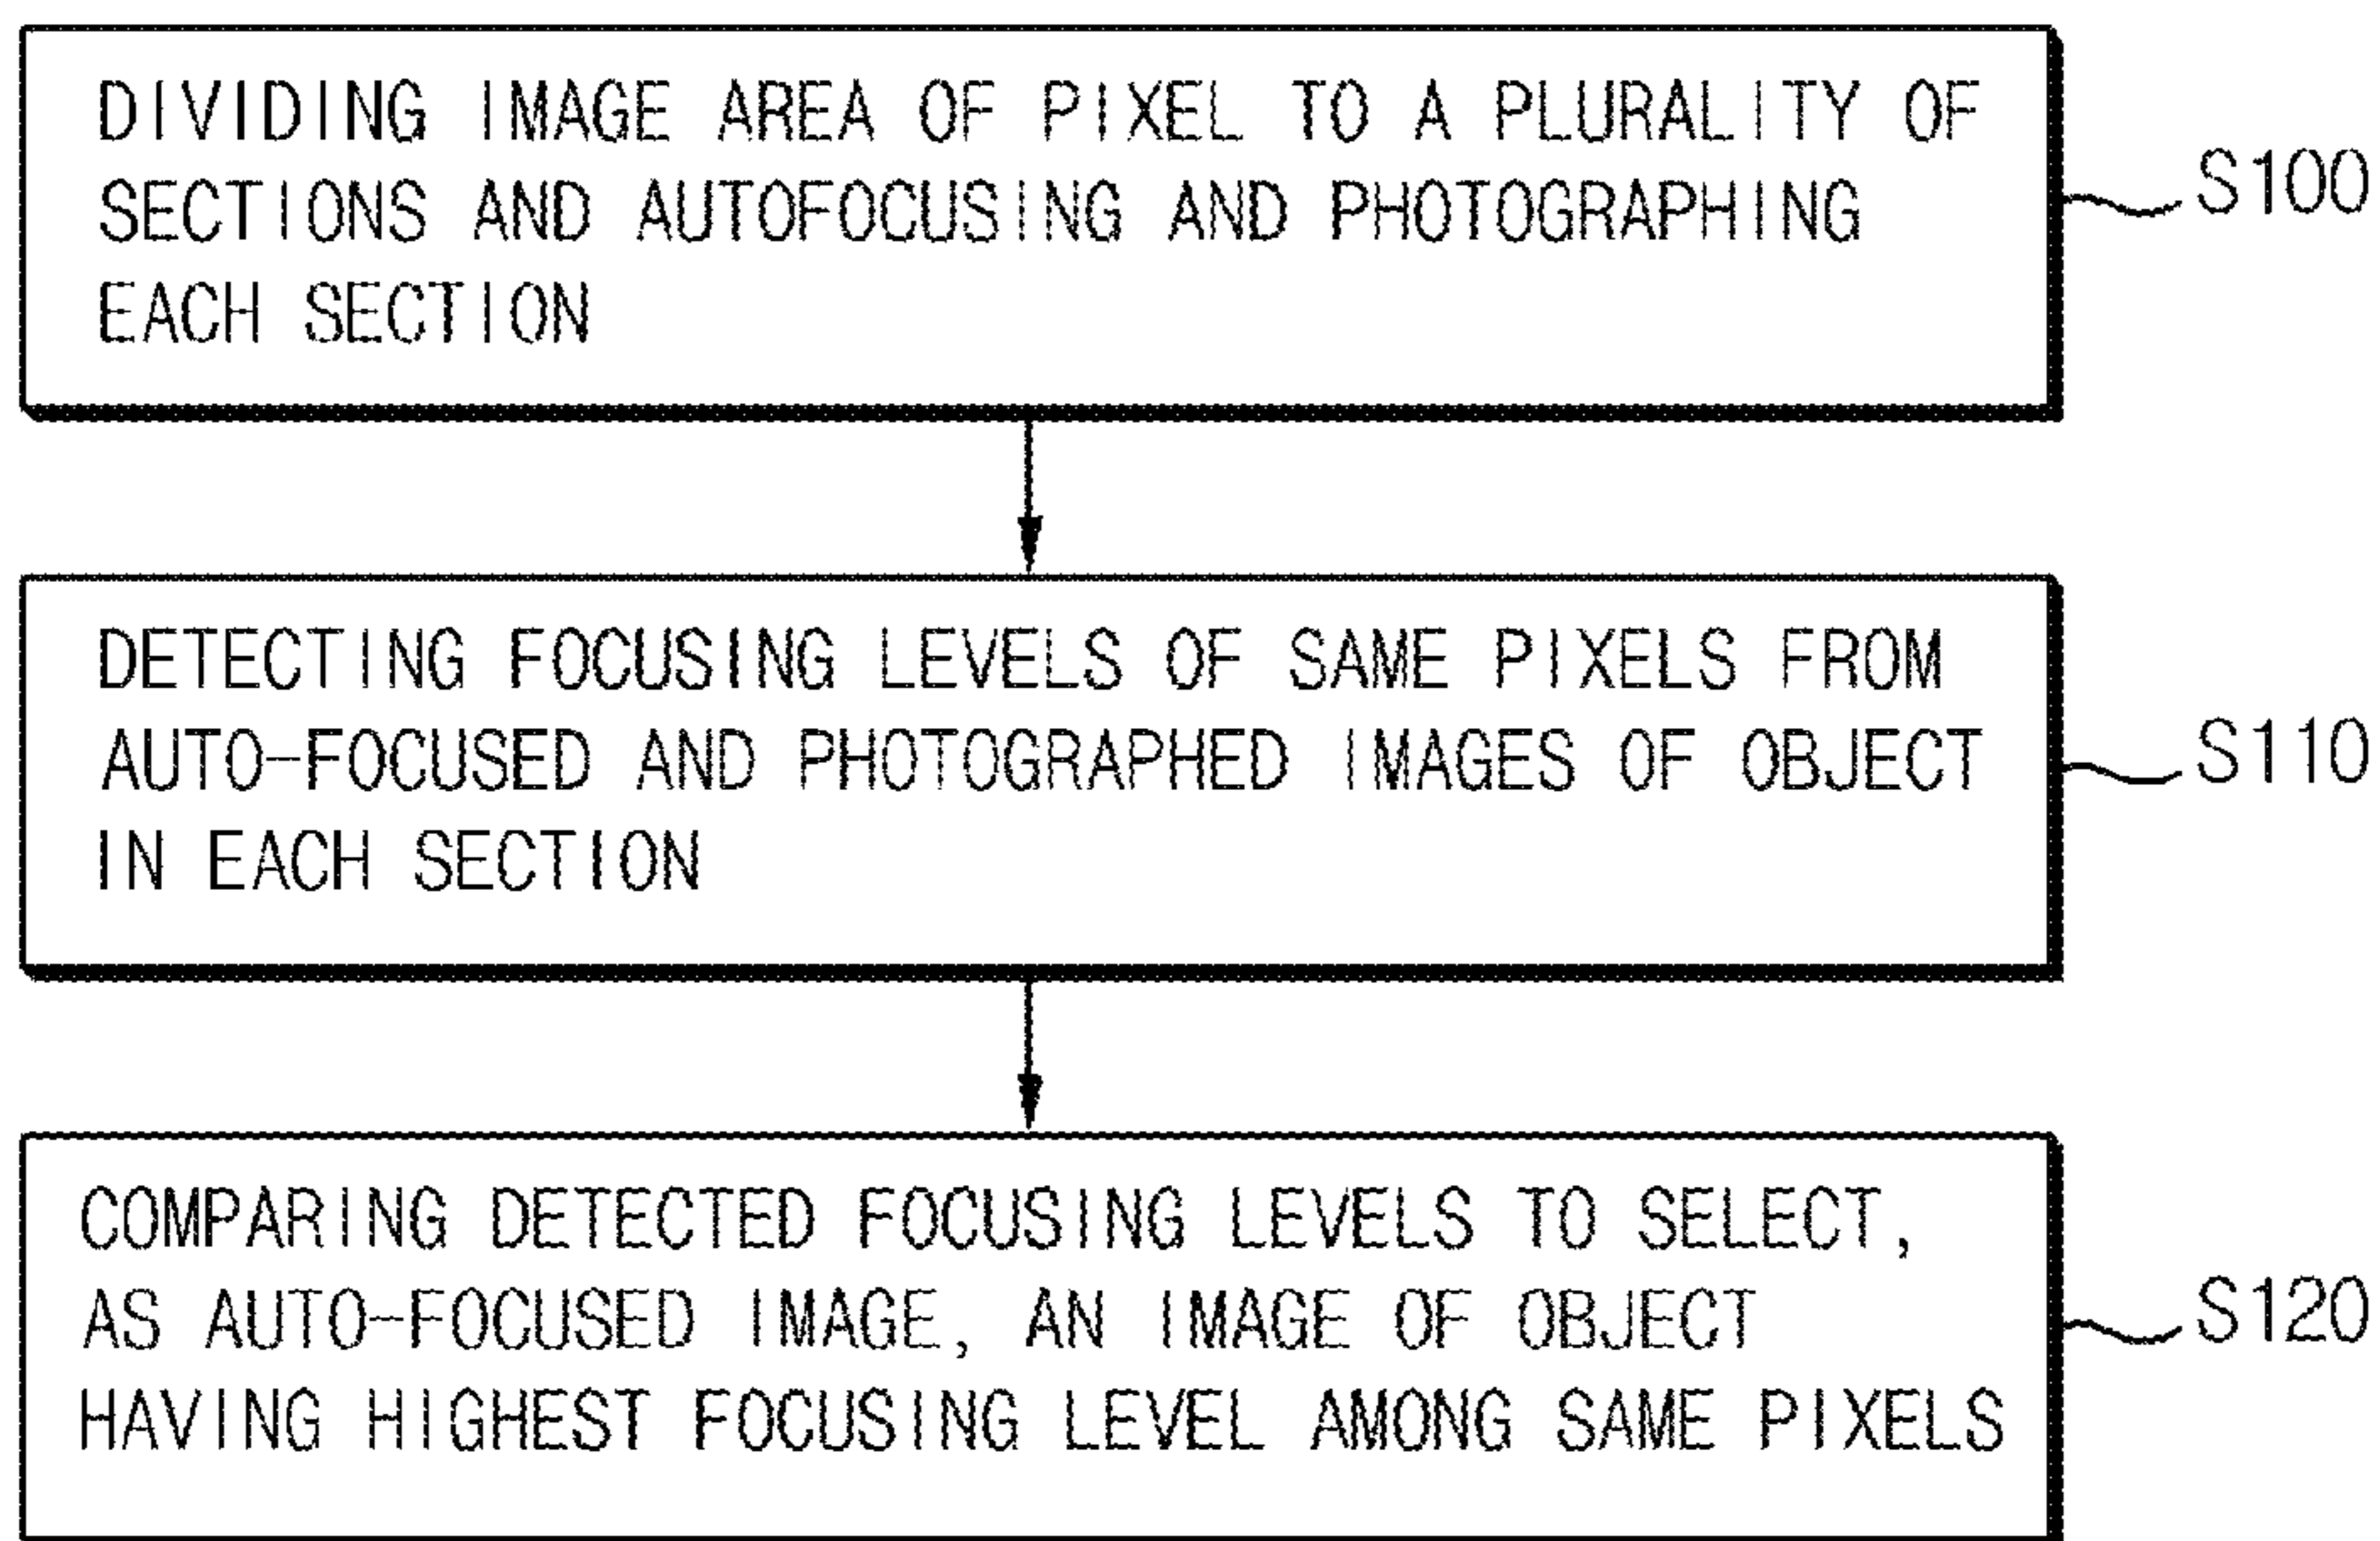 DIVIDING IMAGE AREA OF PIXEL TO A PLURALITY OF
SECTIONS AND AUTOFOCUSING AND PHOTOGRAPHING
EACH SECTION
S100
DETECTING FOCUSING LEVELS OF SAME PIXELS FROM
AUTO-FOCUSED AND PHOTOGRAPHED IMAGES OF OBJECT
IN EACH SECTION
S110
COMPARING DETECTED FOCUSING LEVELS TO SELECT,
AS AUTO-FOCUSED IMAGE, AN IMAGE OF OBJECT
HAVING HIGHEST FOCUSING LEVEL AMONG SAME PIXELS
S120